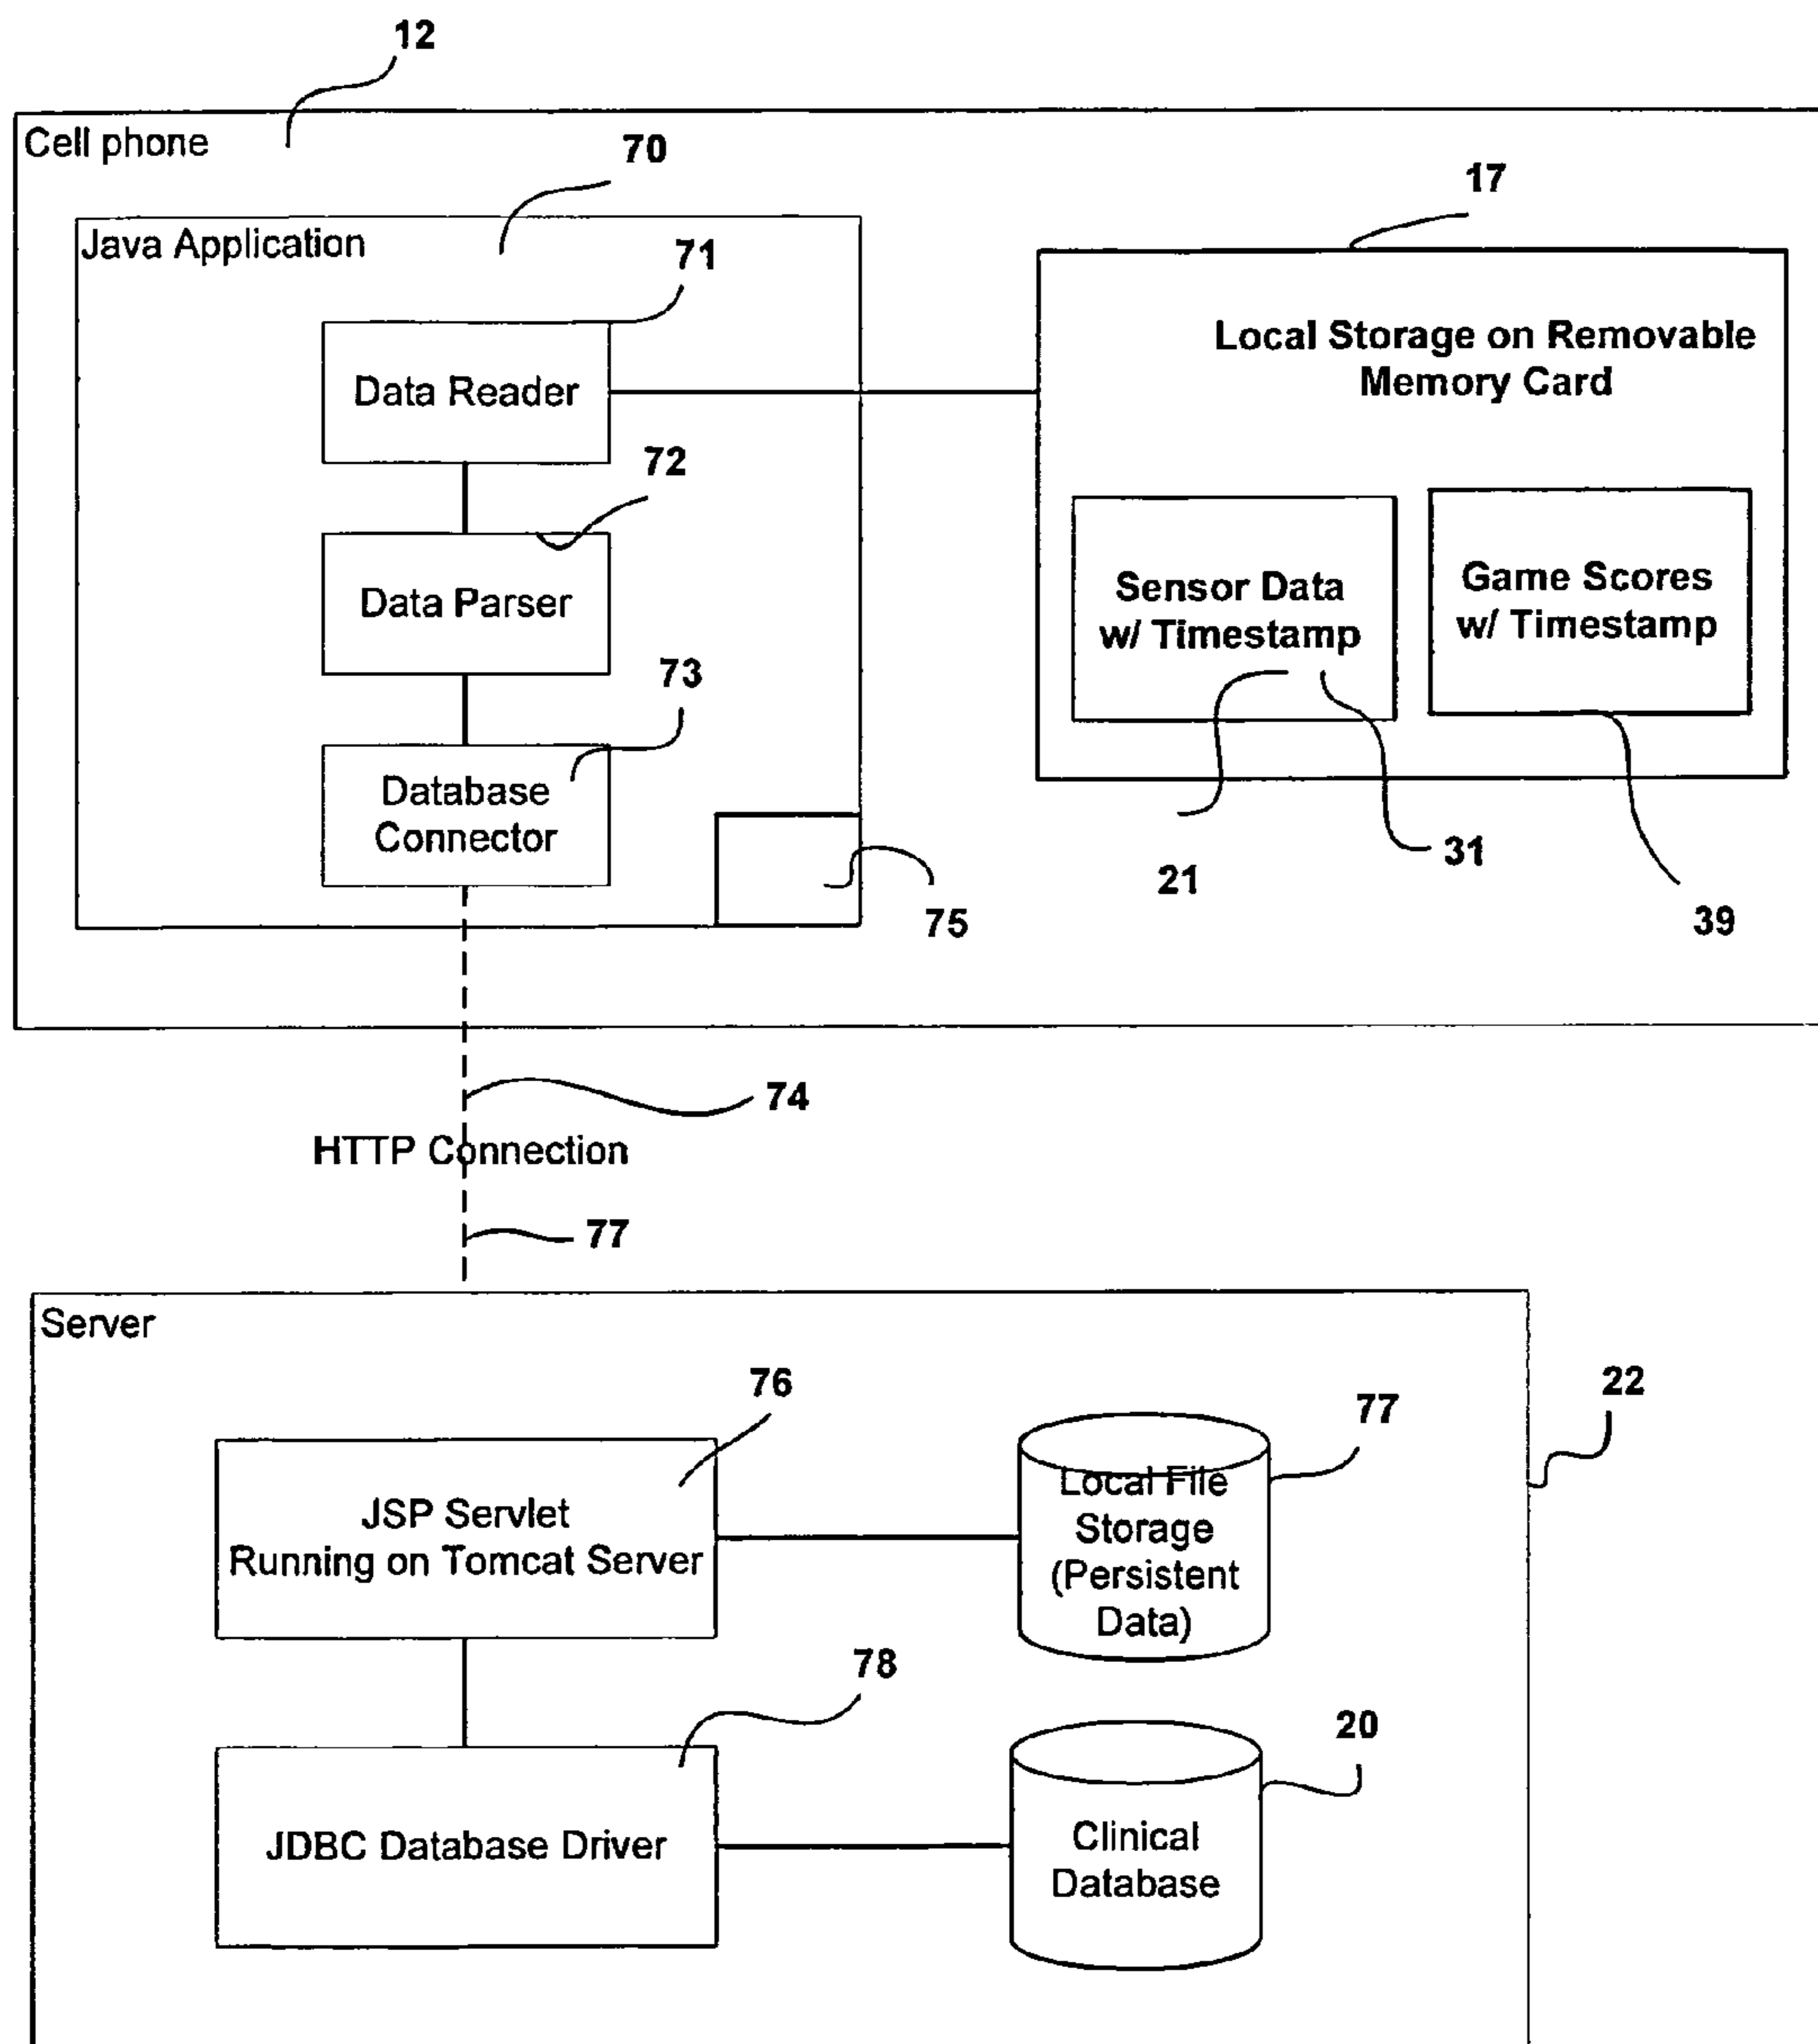 12
Cell phone
70
Java Application
17
71
Local Storage on Removable
Memory Card
Data Reader
72
Sensor Data
w/ Timestamp
Game Scores
w/ Timestamp
Data Parser
73
Database
Connector
31
21
75
39
74
HTTP Connection
77
Server
76
22
77
JSP Servlet
Running on Tomcat Server
Local File
Storage
(Persistent
Data)
78
20
JDBC Database Driver
Clinical
Database